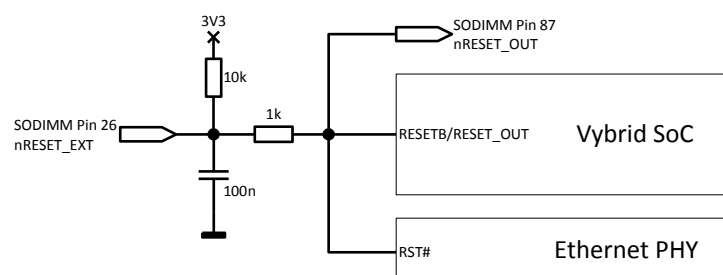 3V3
SODIMM Pin 87
nRESET_OUT
10k
1k
SODIMM Pin 26
nRESET_EXT
RESETB/RESET_OUT
Vybrid SoC
100n
RST#
Ethernet PHY